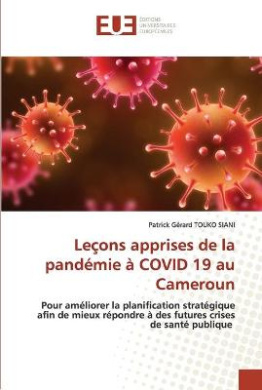 EUE
ÉDITIONS
UNIVERSITAIRES
EUROPÉENNES
Patrick Gérard TOUKO SIANI
Leçons apprises de la
pandémie à COVID 19 au
Cameroun
Pour améliorer la planification stratégique
afin de mieux répondre à des futures crises
de santé publique